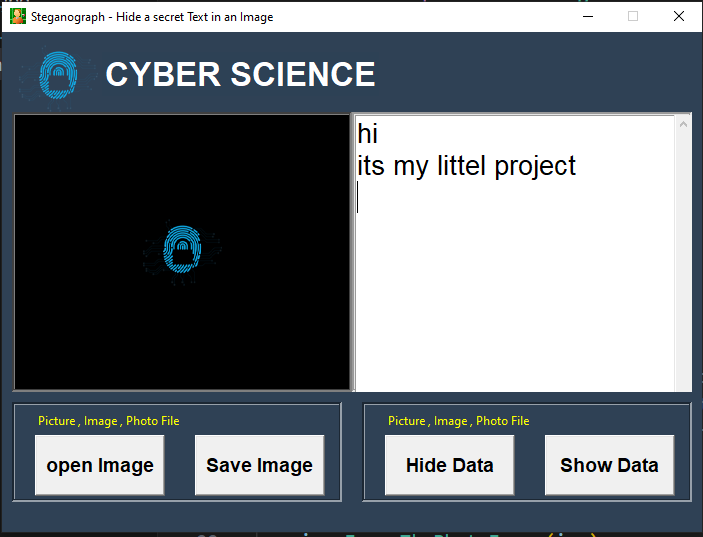 Steganograph - Hide a secret Text in an Image
CYBER SCIENCE
hi
its my littel project
Picture , Image , Photo File
open Image
Save Image
Picture , Image , Photo File
Hide Data
Show Data